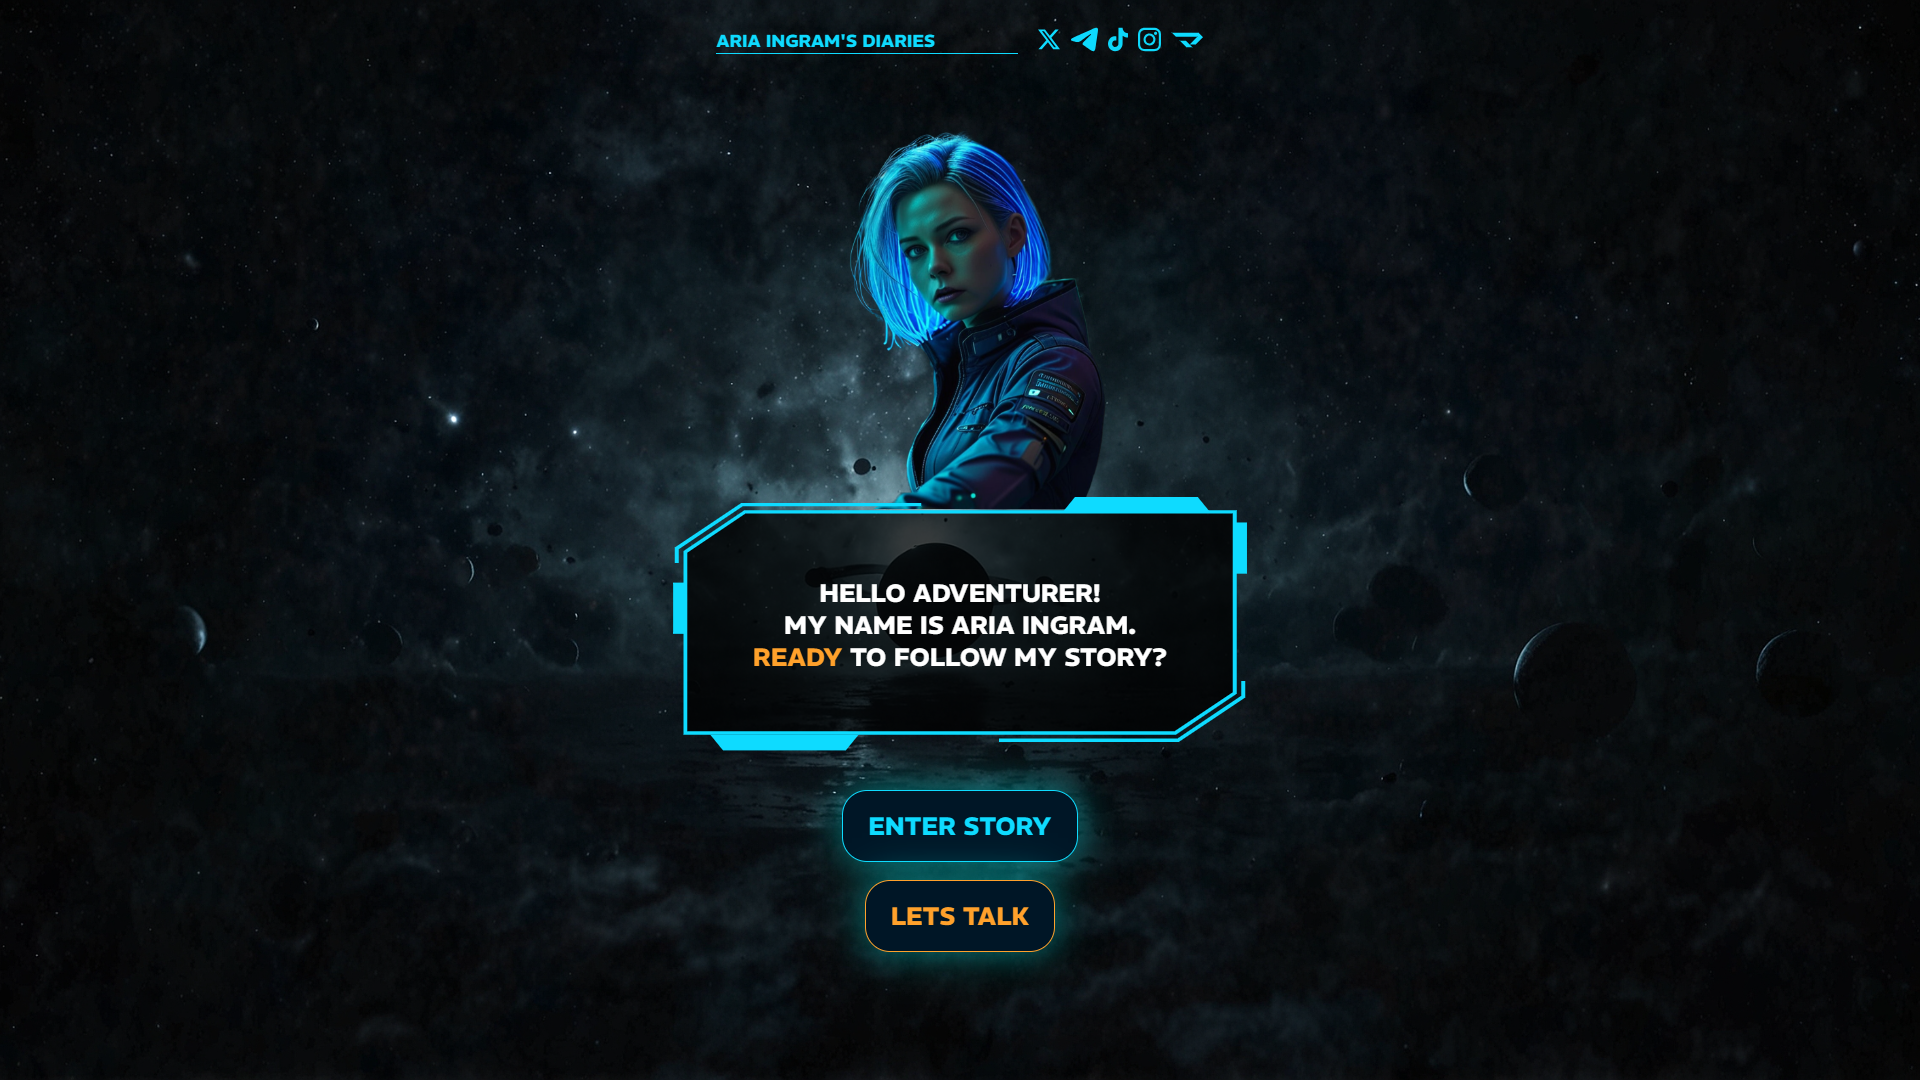 ARIA INGRAM'S DIARIES
HELLO ADVENTURER!
MY NAME IS ARIA INGRAM.
READY TO FOLLOW MY STORY?
ENTER STORY
LETS TALK